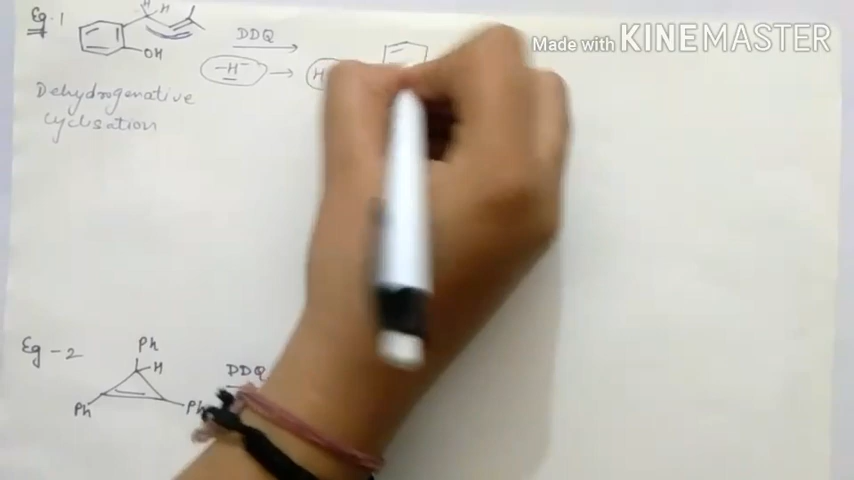 Made with KINEMASTER
Eg. 1
H H
OH
DDQ
-H⁻
H
Dehydrogenative
cyclisation
Eg - 2
Ph
H
Ph
Ph
DDQ